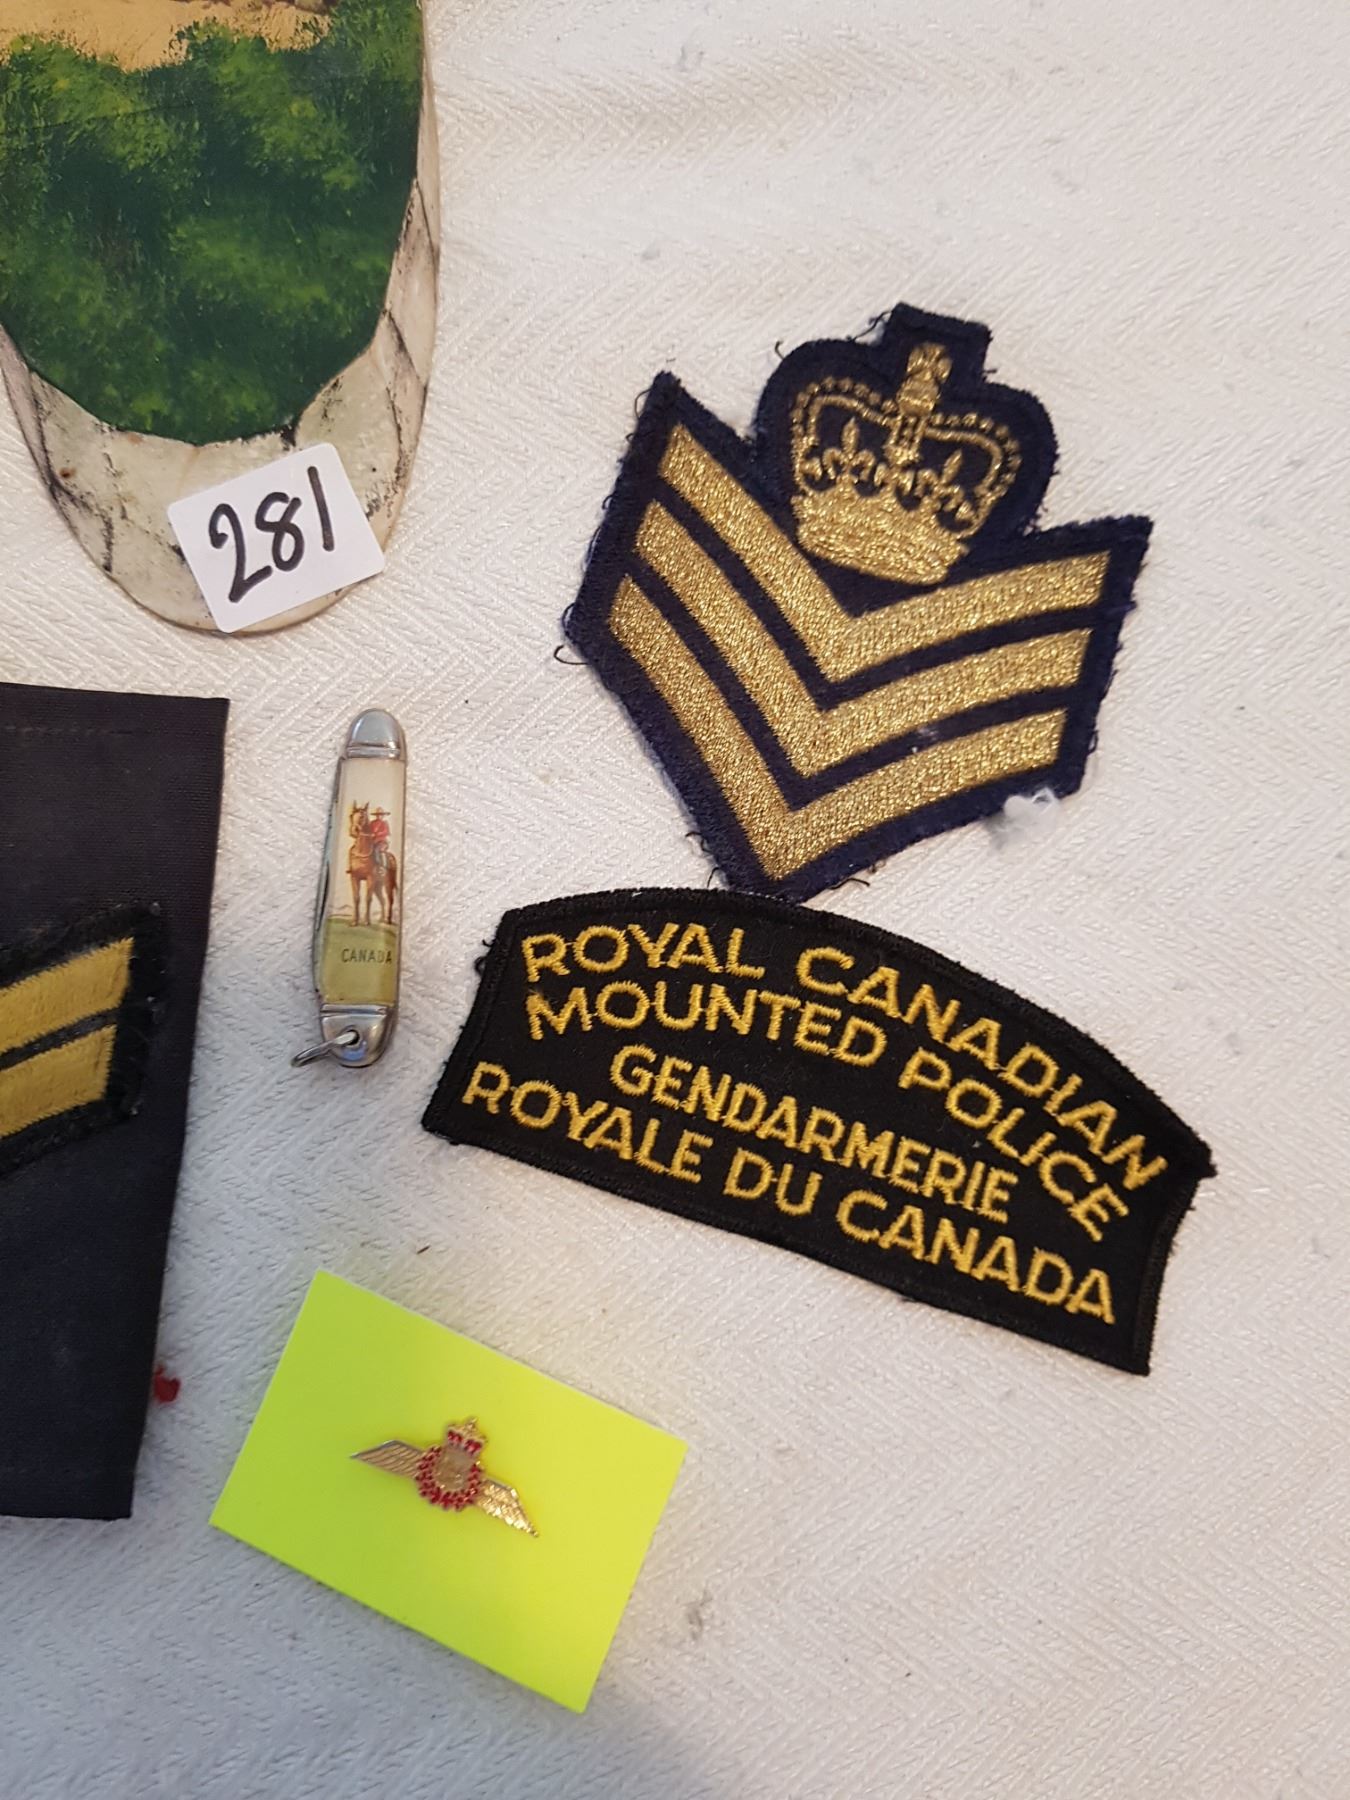 281
CANADA
ROYAL CANADIAN
MOUNTED POLICE
GENDARMERIE
ROYALE DU CANADA